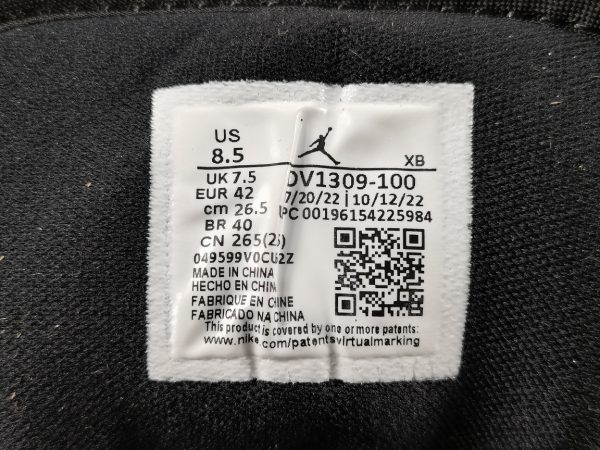 US
8.5
XB
UK 7.5
EUR 42
cm 26.5
BR 40
CN 265(2)
DV1309-100
7/20/22 | 10/12/22
UPC 00196154225984
MADE IN CHINA
HECHO EN CHINA
FABRIQUE EN CHINE
FABRICADO NA CHINA
This product is covered by one or more patents:
www.nike.com/patentsvirtualmarking